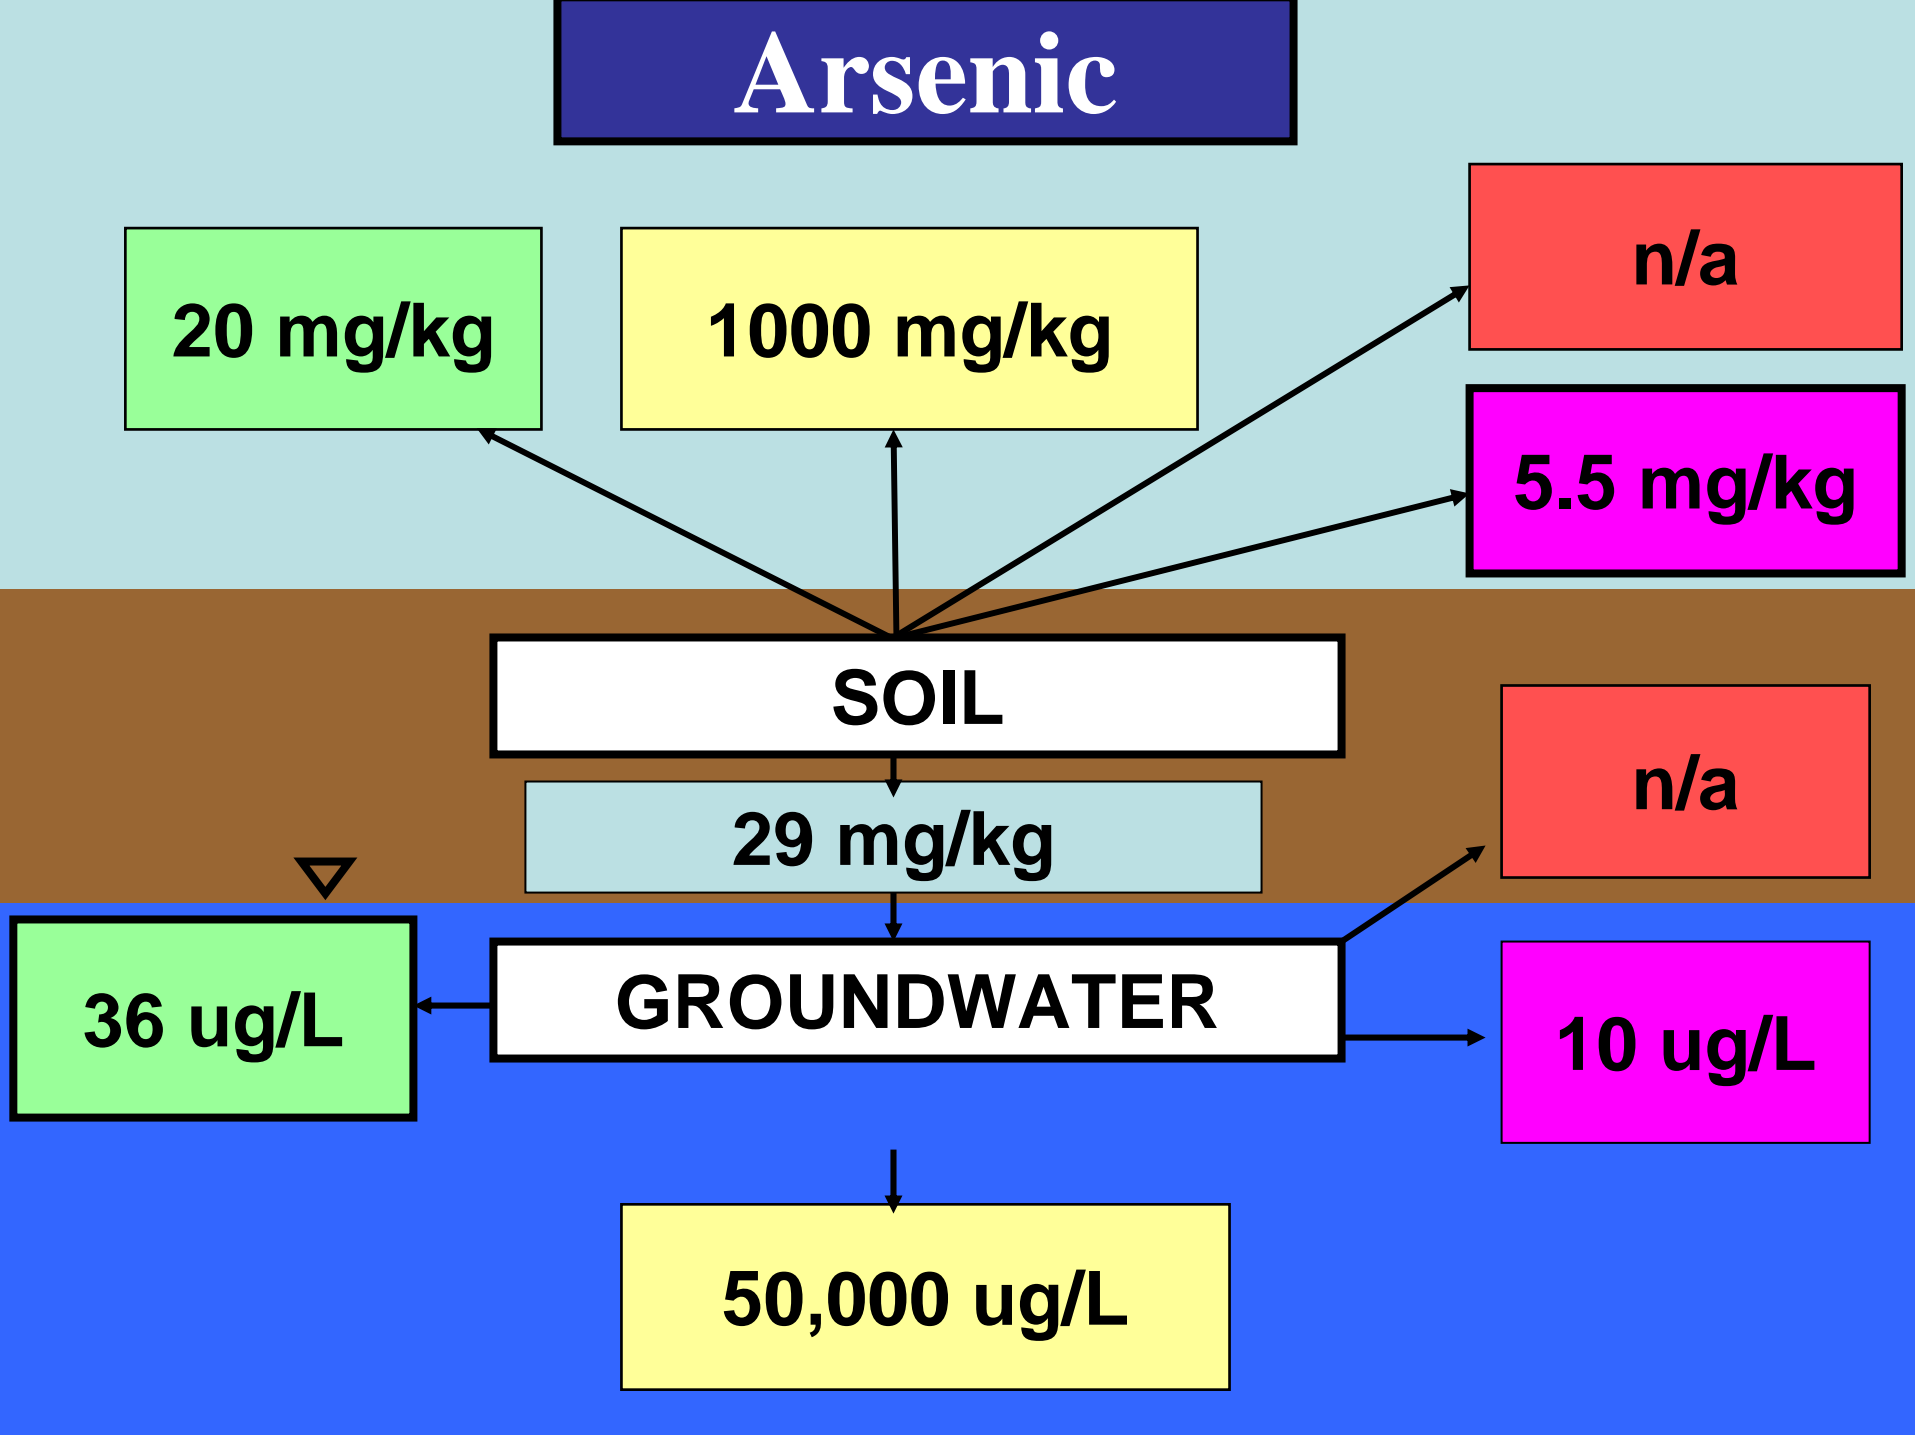 Arsenic
n/a
20 mg/kg
1000 mg/kg
5.5 mg/kg
SOIL
n/a
29 mg/kg
36 ug/L
GROUNDWATER
10 ug/L
50,000 ug/L